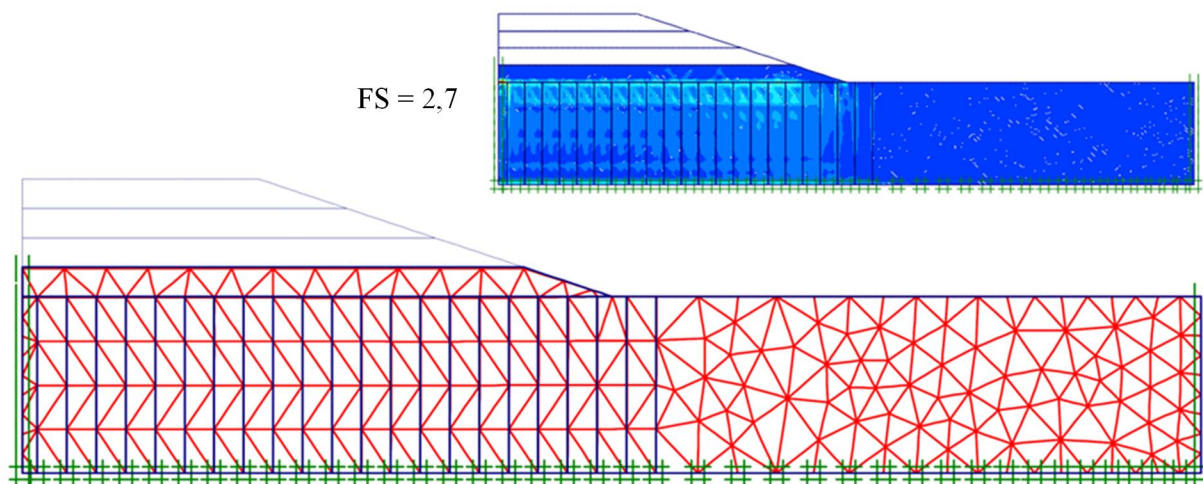 FS = 2,7